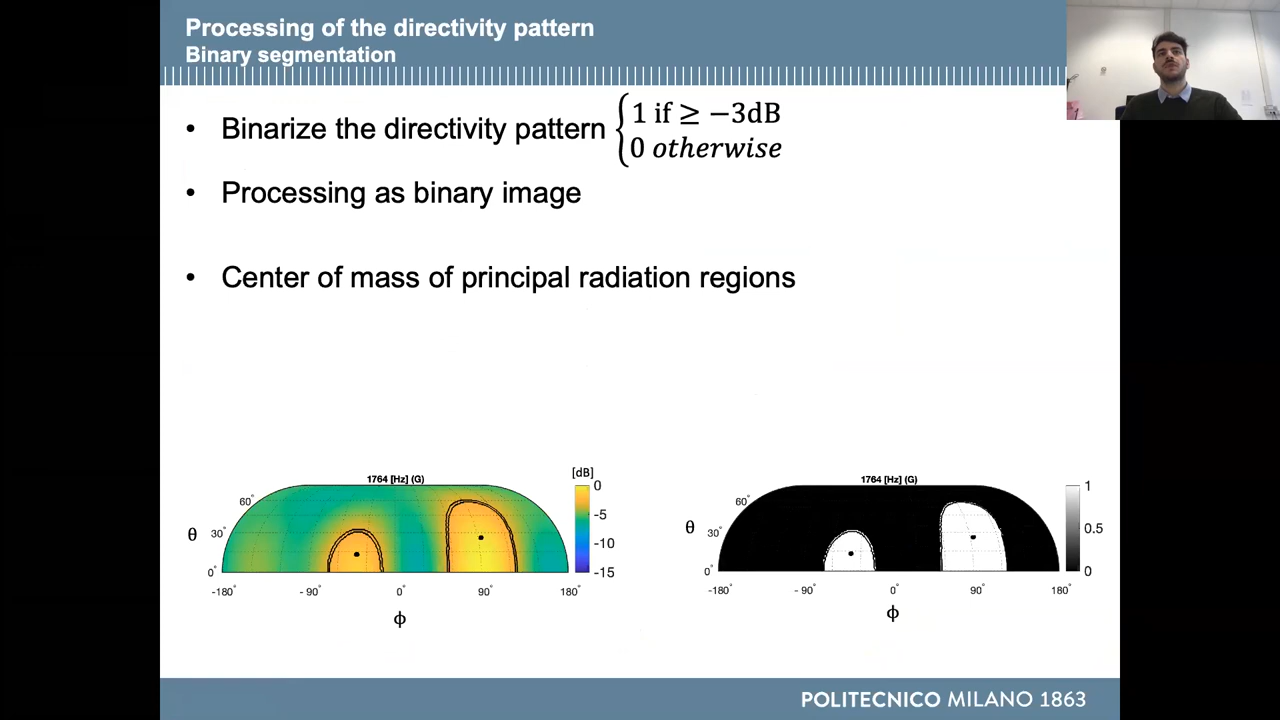 Processing of the directivity pattern
Binary segmentation
• Binarize the directivity pattern {1 if ≥ −3dB
0 otherwise
• Processing as binary image
• Center of mass of principal radiation regions
1764 [Hz] (G)
[dB]
0
-5
-10
-15
60°
30°
0°
θ
-180°
- 90°
0°
90°
180°
ϕ
1764 [Hz] (G)
1
0.5
0
60°
30°
0°
θ
-180°
- 90°
0°
90°
180°
ϕ
POLITECNICO MILANO 1863